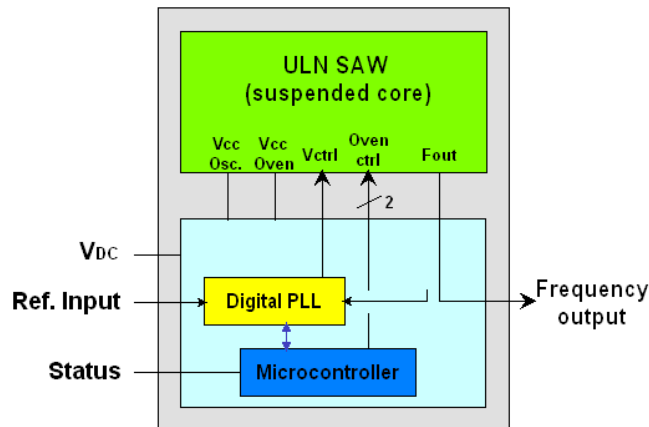 ULN SAW
(suspended core)
Vcc Vcc Vctrl Oven Fout
Osc. Oven ctrl
2
VDC
Ref. Input
Digital PLL
Frequency
output
Status
Microcontroller